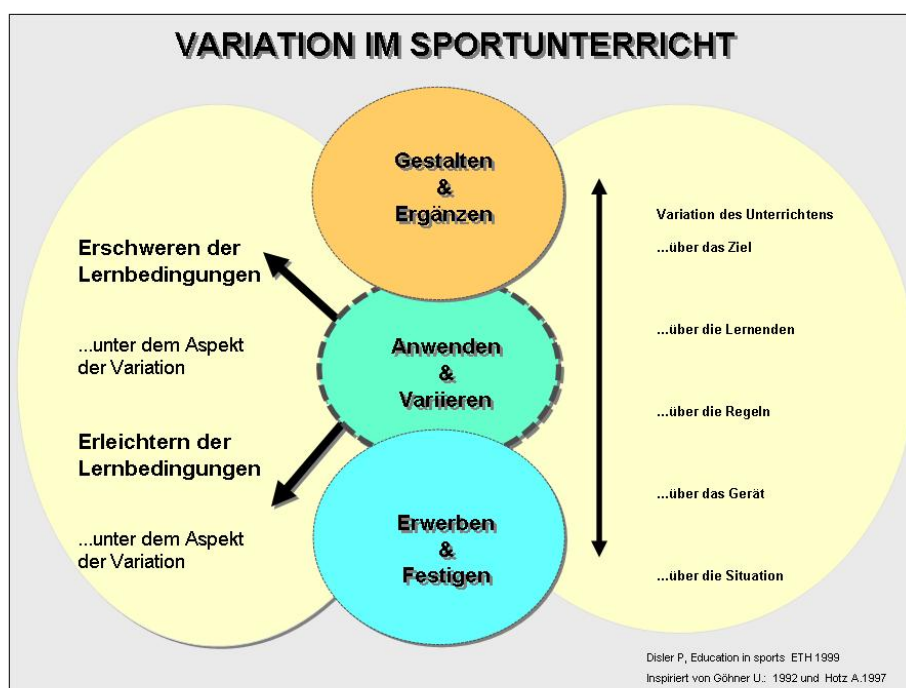 VARIATION IM SPORTUNTERRICHT
Gestalten
&
Ergänzen
Erschweren der
Lernbedingungen
...unter dem Aspekt
der Variation
Anwenden
&
Variieren
Erleichtern der
Lernbedingungen
...unter dem Aspekt
der Variation
Erwerben
&
Festigen
Variation des Unterrichtens
...über das Ziel
...über die Lernenden
...über die Regeln
...über das Gerät
...über die Situation
Disler P, Education in sports ETH 1999
Inspiriert von Göhner U.: 1992 und Hotz A.1997